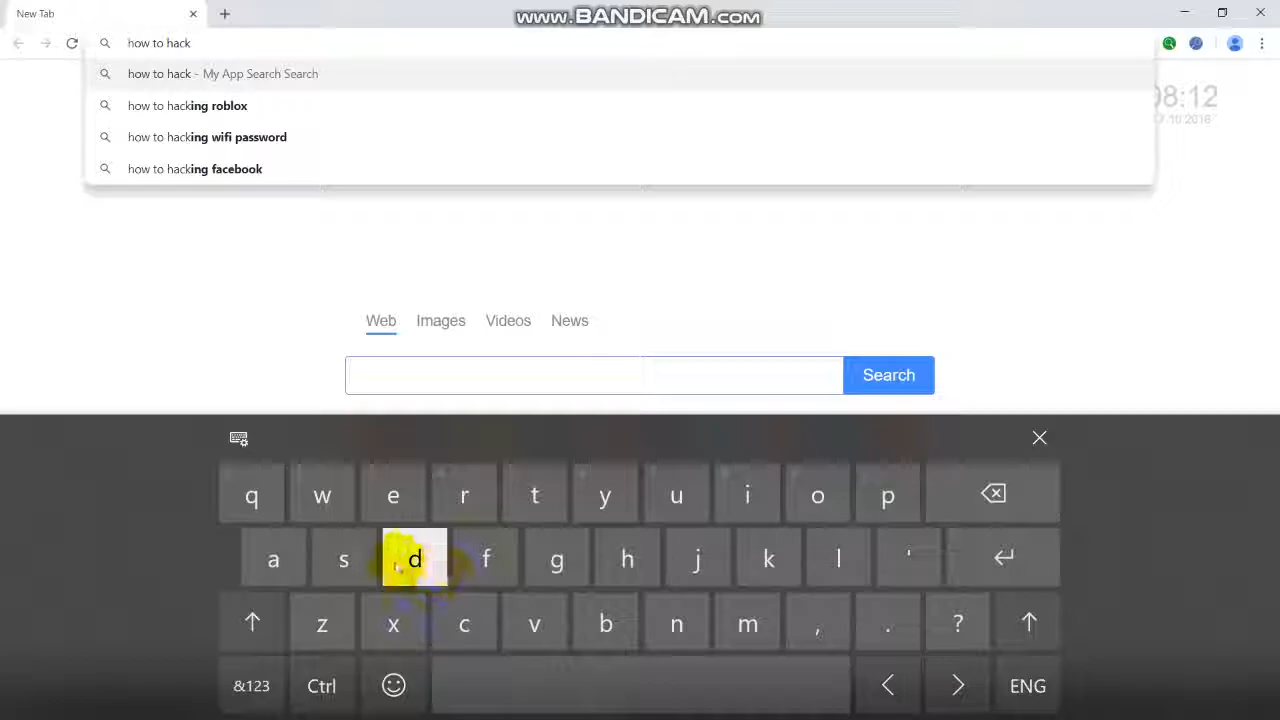 New Tab
www.BANDICAM.com
how to hack
how to hack - My App Search Search
how to hacking roblox
how to hacking wifi password
how to hacking facebook
08:12
.10.2018
Web Images Videos News
Search
q w e r t y u i o p
a s d f g h j k l '
z x c v b n m , . ?
&123 Ctrl ENG